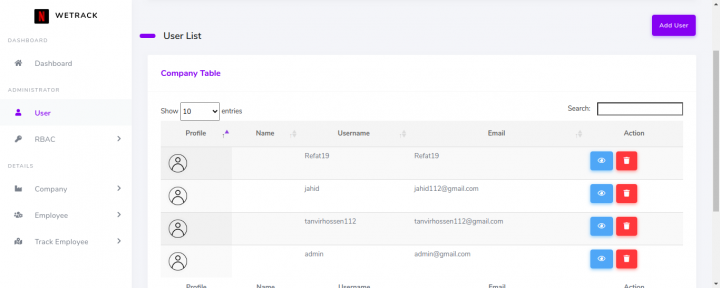 WETRACK
DASHBOARD
Dashboard
ADMINISTRATOR
User
RBAC
DETAILS
Company
Employee
Track Employee
Add User
User List
Company Table
Show 10 entries
Search:
Profile Name Username Email Action
Refat19 Refat19
jahid jahid112@gmail.com
tanvirhossen112 tanvirhossen112@gmail.com
admin admin@gmail.com
Profile Name Username Email Action